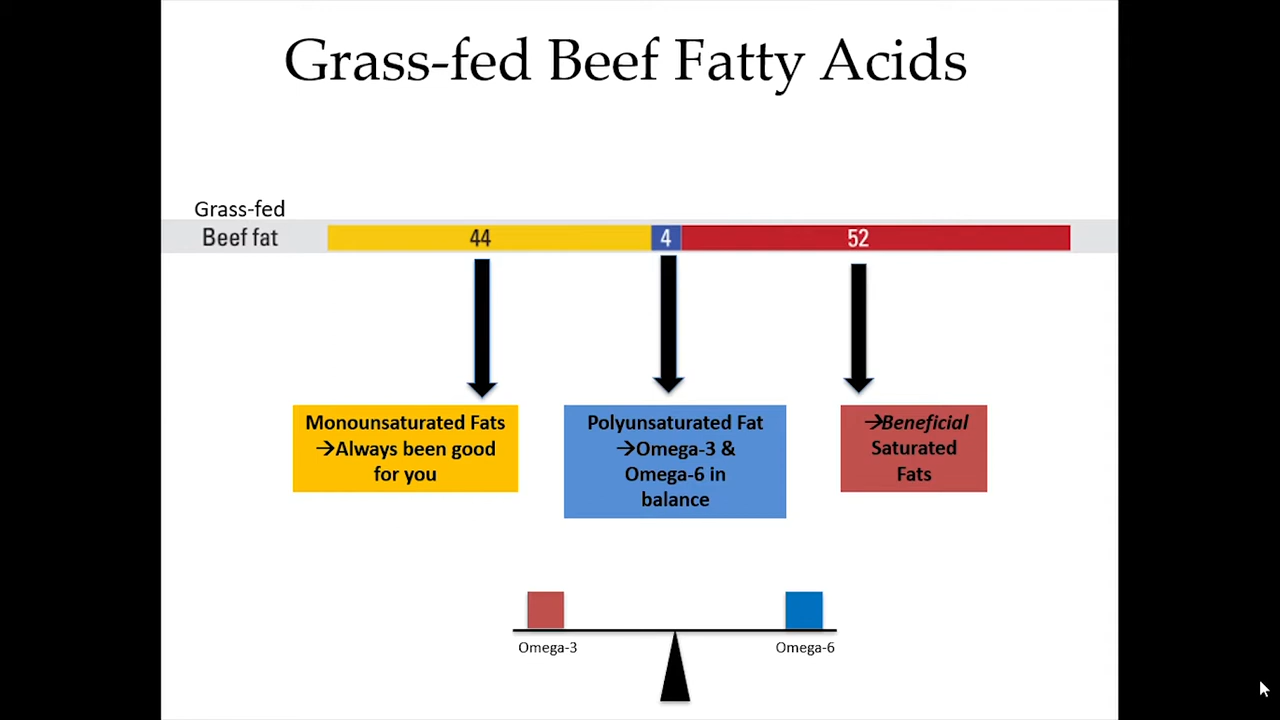 Grass-fed Beef Fatty Acids
Grass-fed
Beef fat
44
4
52
Monounsaturated Fats
→Always been good
for you
Polyunsaturated Fat
→Omega-3 &
Omega-6 in
balance
→Beneficial
Saturated
Fats
Omega-3
Omega-6